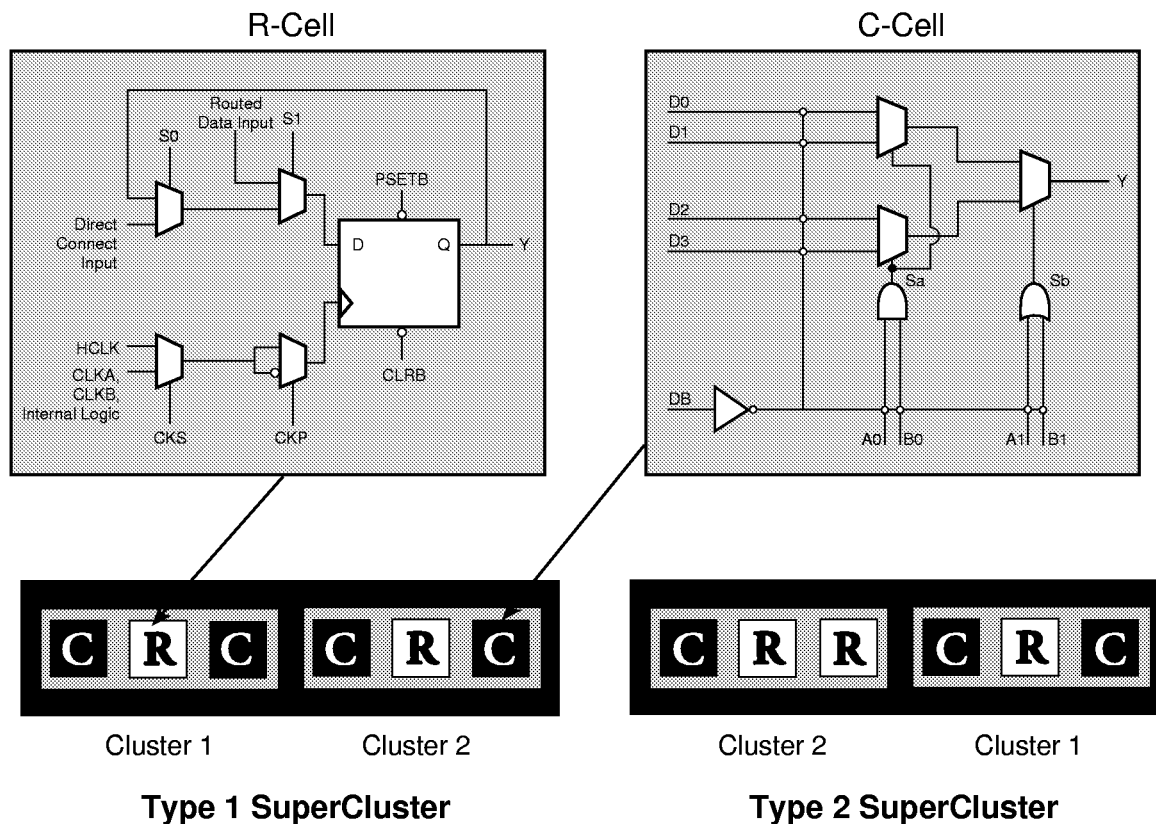 R-Cell
C-Cell
Routed
Data Input
S0
S1
PSETB
Direct
Connect
Input
D
Q
Y
HCLK
CLKA,
CLKB,
Internal Logic
CLRB
CKS
CKP
D0
D1
D2
D3
Y
Sa
Sb
DB
A0
B0
A1
B1
C R C
C R C
C R R
C R C
Cluster 1
Cluster 2
Cluster 2
Cluster 1
Type 1 SuperCluster
Type 2 SuperCluster